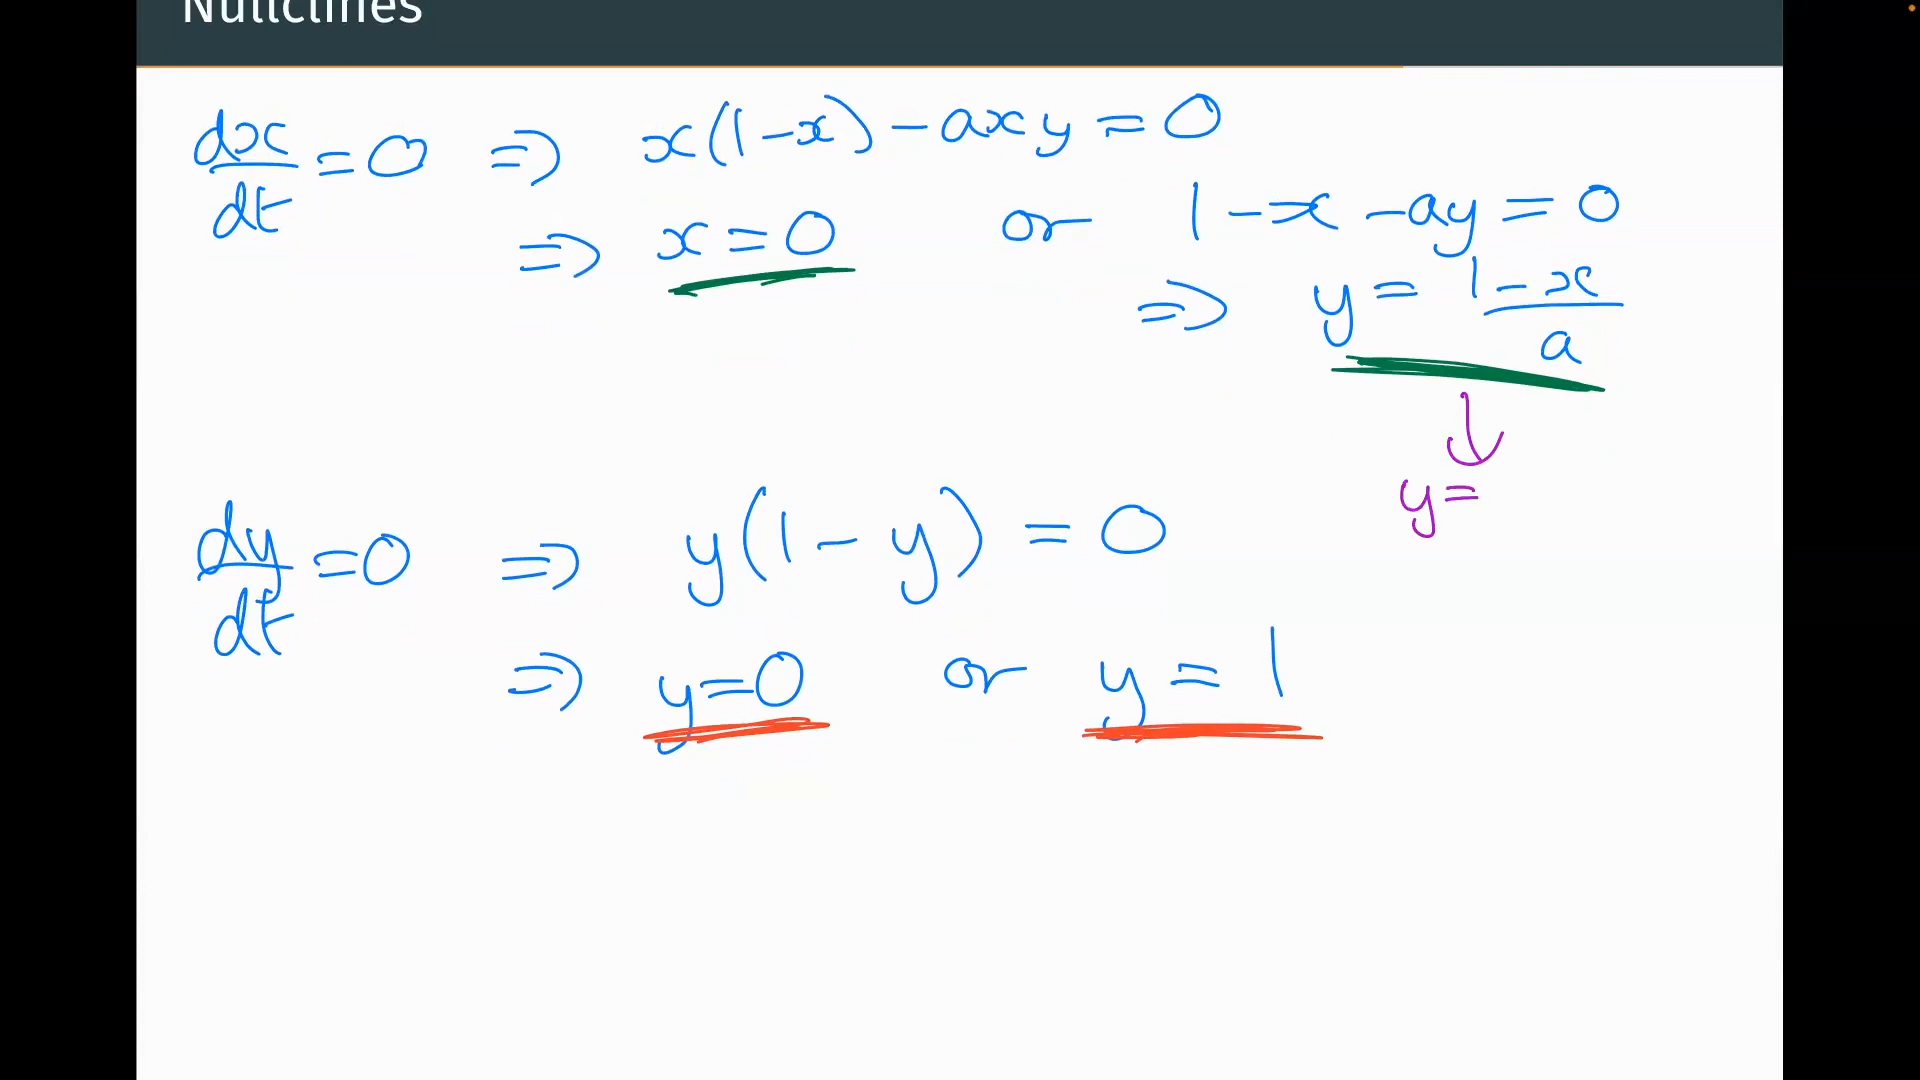 Nullclines
dx/dt = 0 ⇒ x(1-x) - axy = 0
⇒ x = 0 or 1 - x - ay = 0
⇒ y = (1-x)/a
↓
y =
dy/dt = 0 ⇒ y(1-y) = 0
⇒ y=0 or y = 1